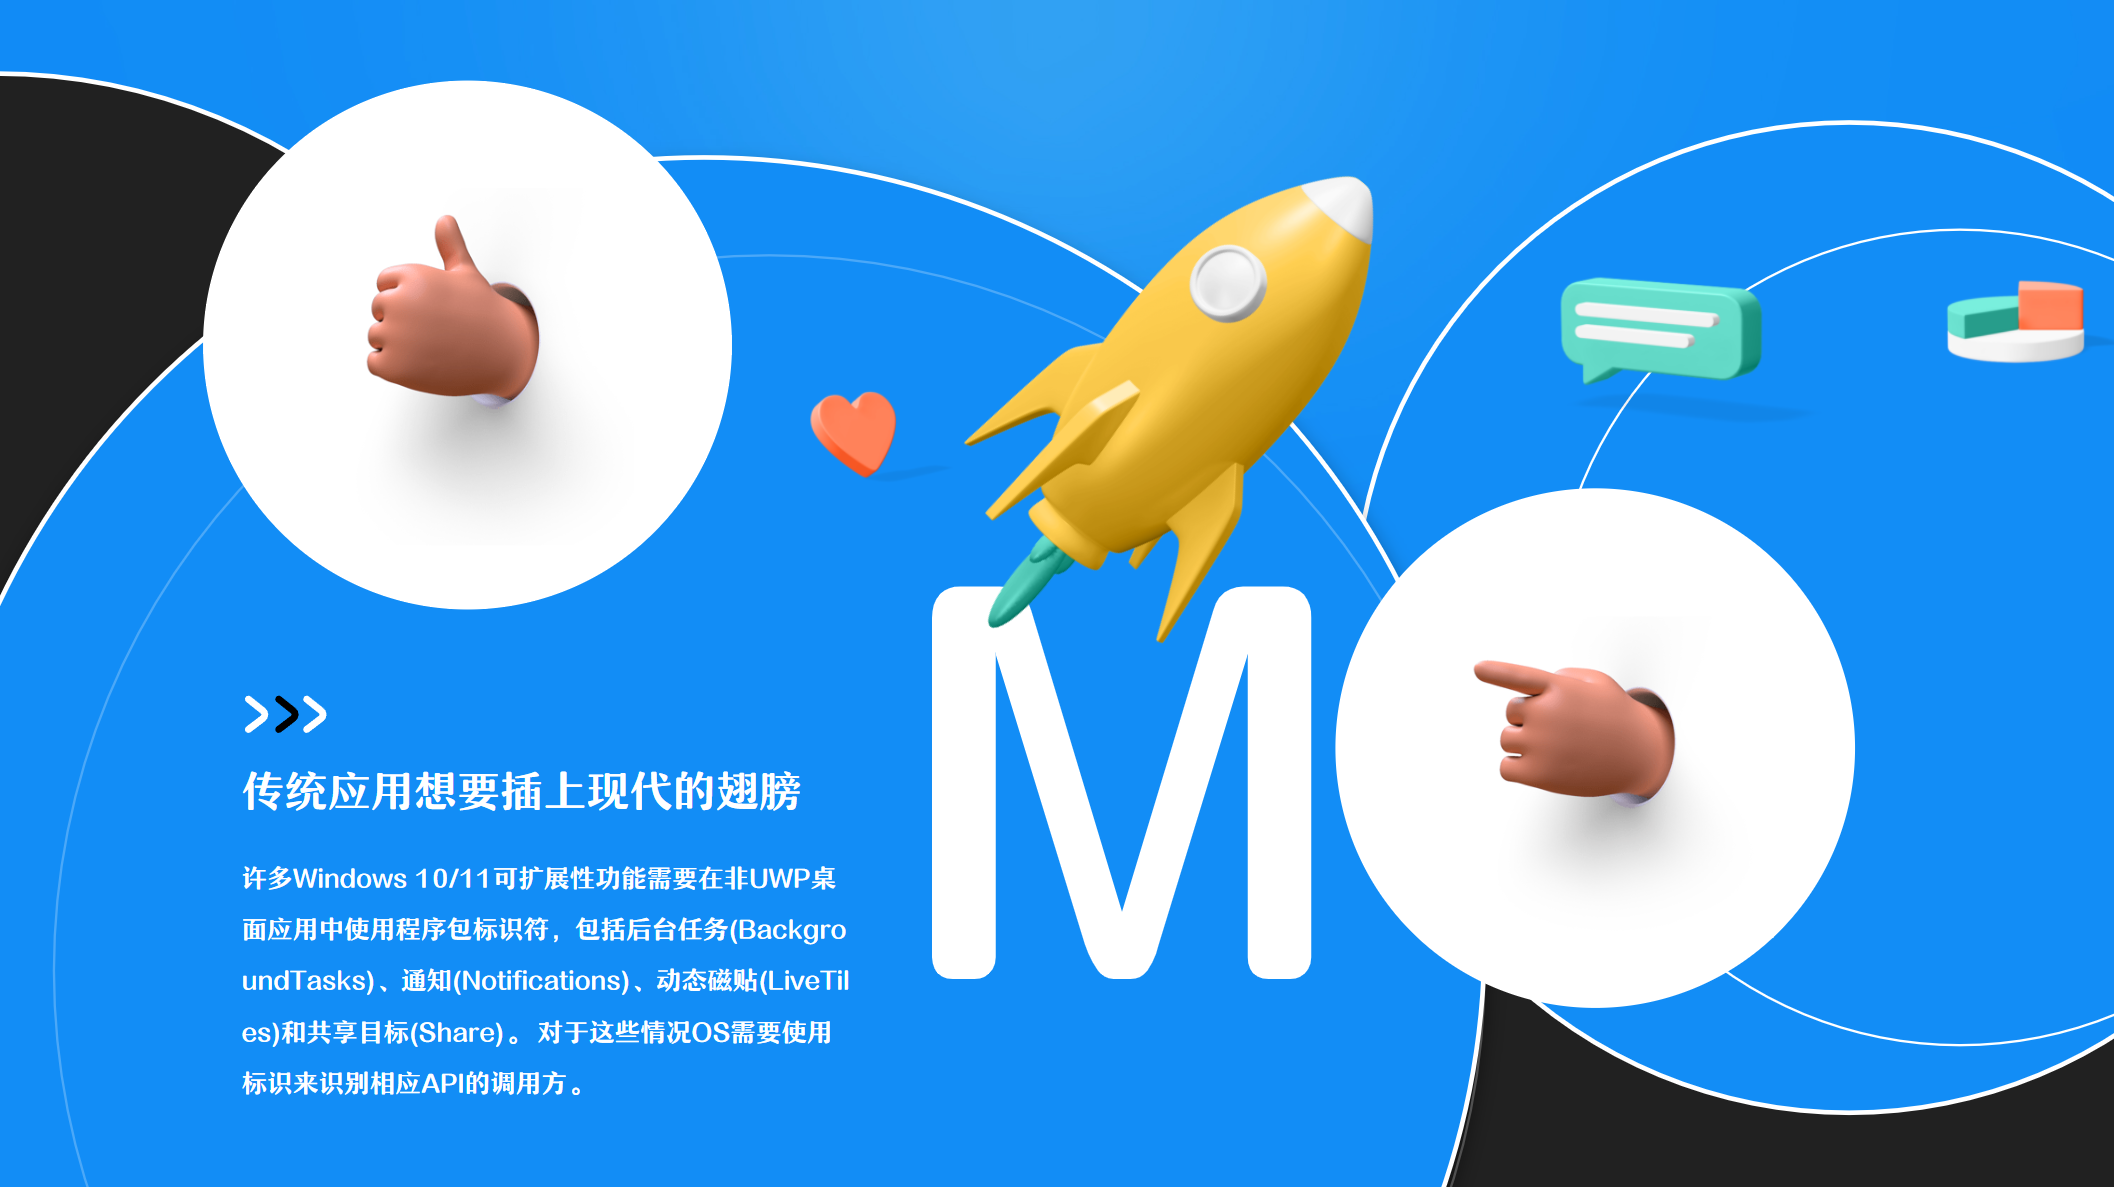 传统应用想要插上现代的翅膀
许多Windows 10/11可扩展性功能需要在非UWP桌
面应用中使用程序包标识符，包括后台任务(Backgro
undTasks)、通知(Notifications)、动态磁贴(LiveTil
es)和共享目标(Share)。对于这些情况OS需要使用
标识来识别相应API的调用方。
M